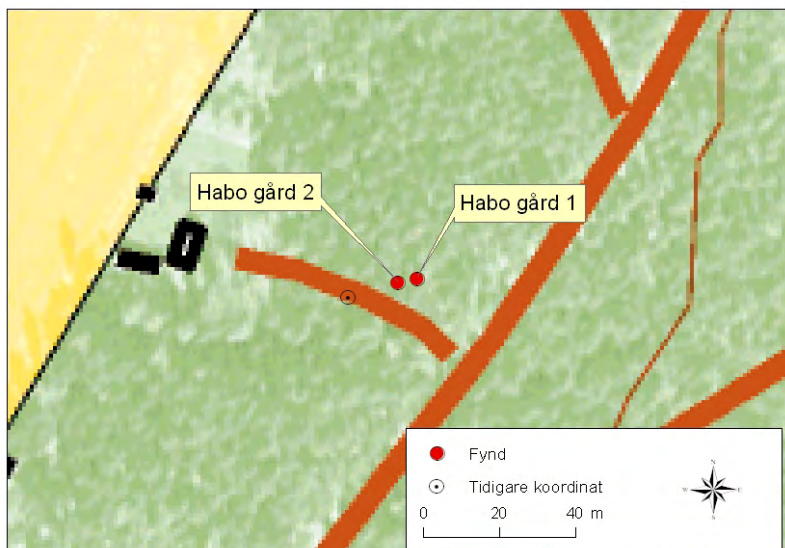 Habo gård 2
Habo gård 1
Fynd
Tidigare koordinat
0 20 40 m
N
W E
S